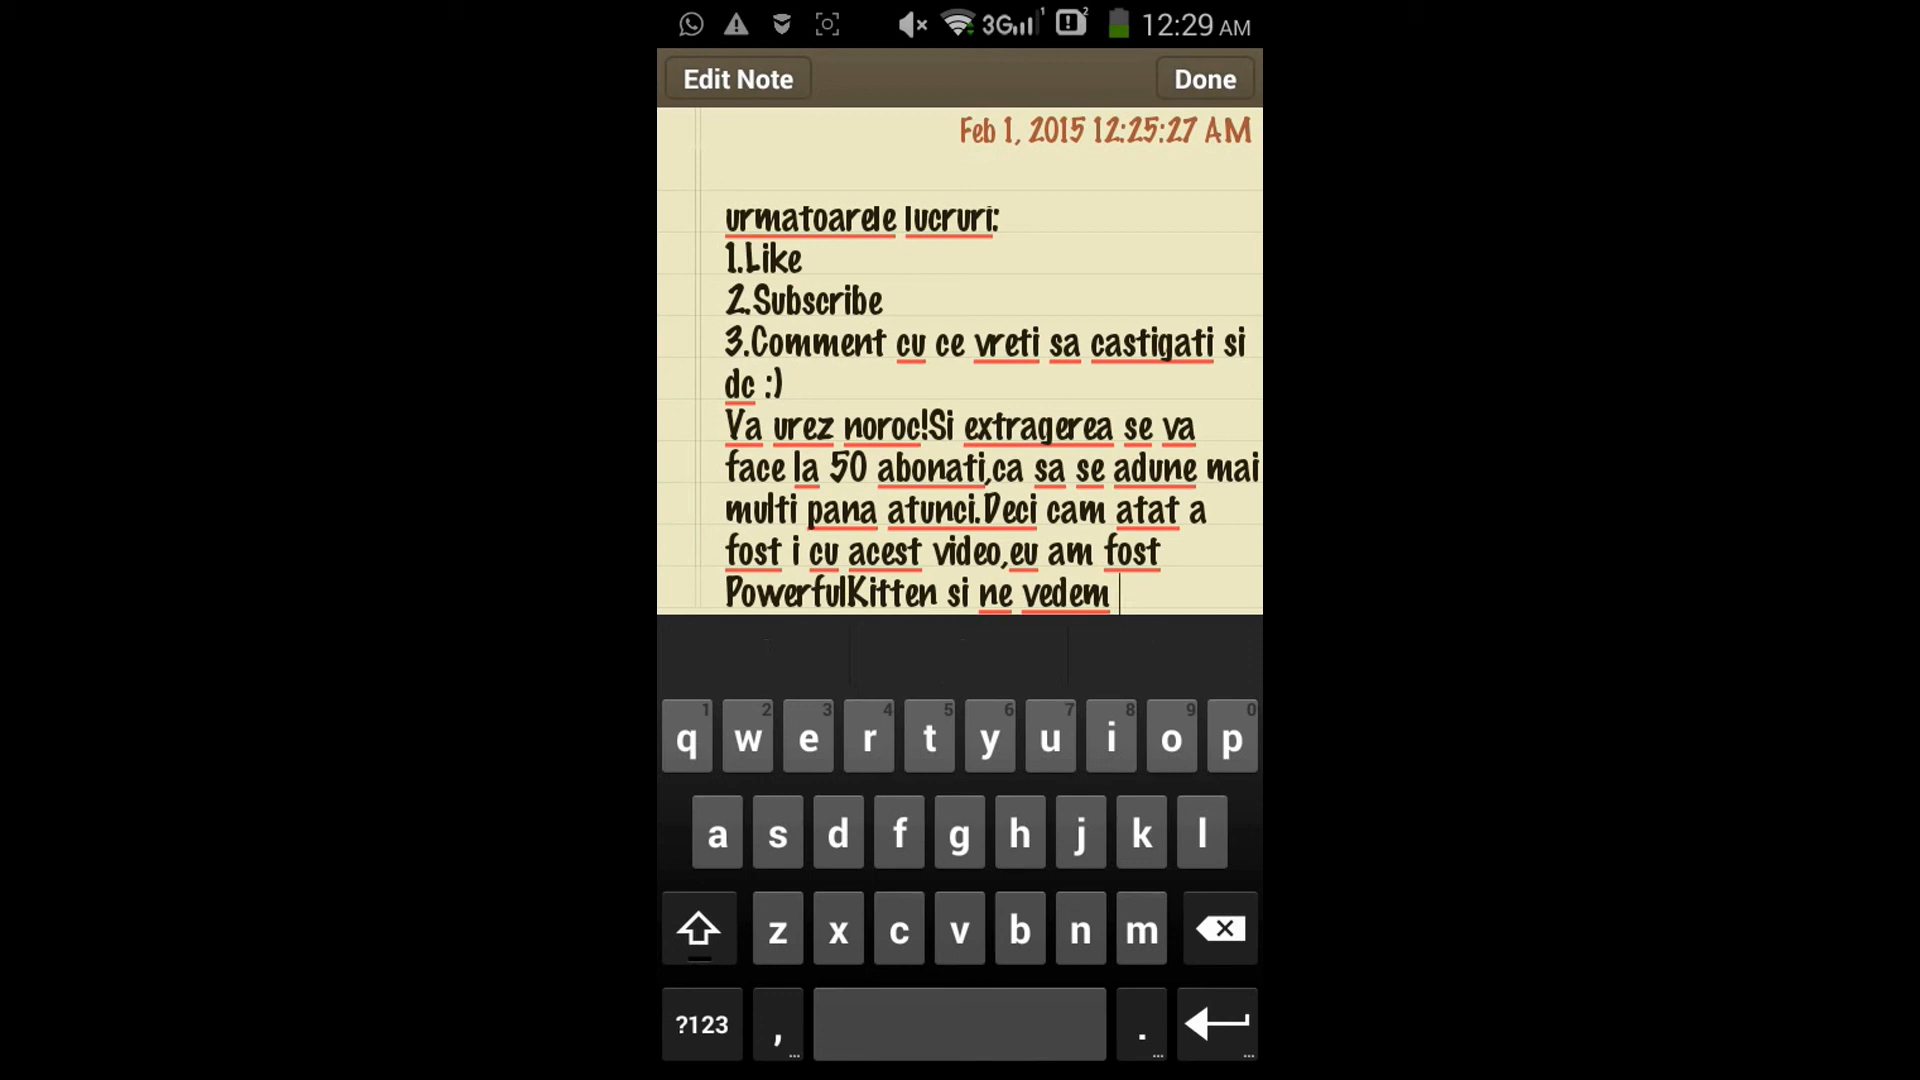 3G 1 2 12:29 AM
Edit Note Done
Feb 1, 2015 12:25:27 AM
urmatoarele lucruri:
1.Like
2.Subscribe
3.Comment cu ce vreti sa castigati si
dc :)
Va urez noroc!Si extragerea se va
face la 50 abonati,ca sa se adune mai
multi pana atunci.Deci cam atat a
fost i cu acest video,eu am fost
PowerfulKitten si ne vedem
1 2 3 4 5 6 7 8 9 0
q w e r t y u i o p
a s d f g h j k l
z x c v b n m
?123 , ... . ... ...